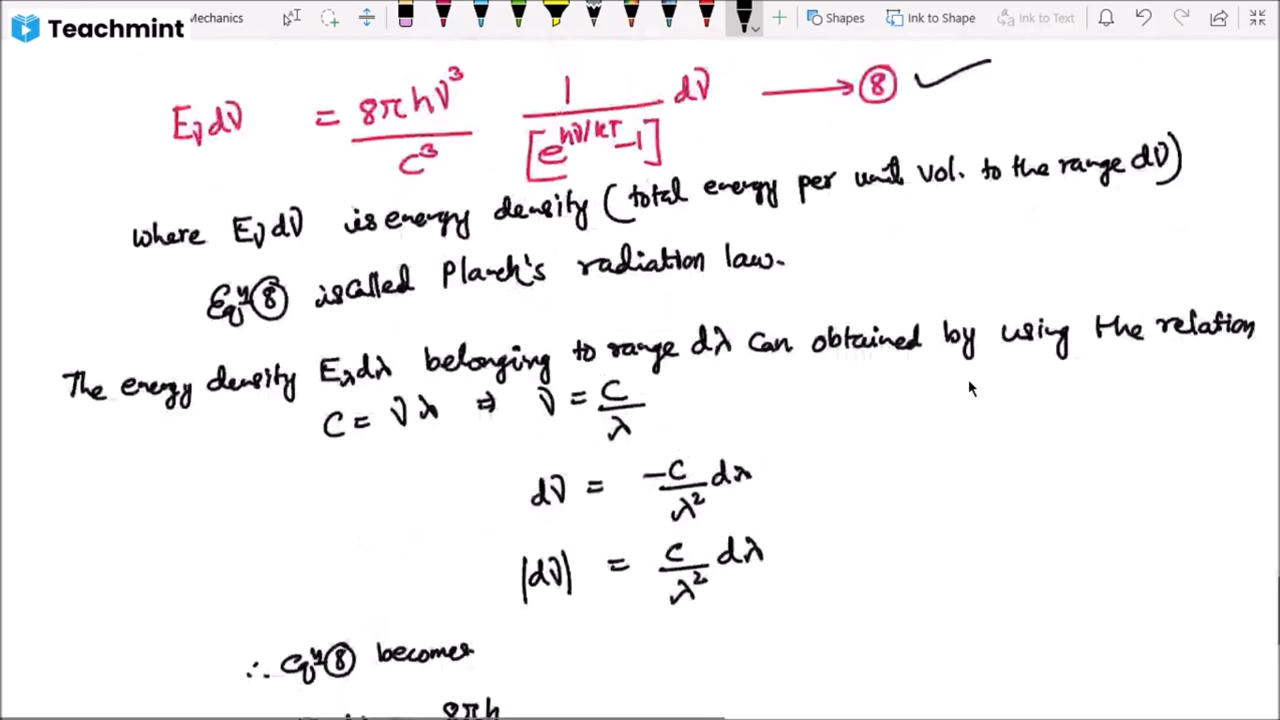 Teachmint
Mechanics
Shapes
Ink to Shape
Ink to Text
Eνdν = 8πhν³/c³ 1/[e^(hν/kT) -1] dν ⟶ ⑧ ✓
where Eνdν is energy density (total energy per unit vol. to the range dν)
Eqⁿ ⑧ is called Planck's radiation law.
The energy density Eλdλ belonging to range dλ can obtained by using the relation
C = νλ ⇒ ν = C/λ
dν = -C/λ² dλ
|dν| = C/λ² dλ
∴ eqⁿ ⑧ becomes
8πh